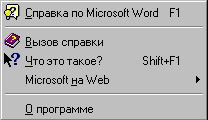 Справка по Microsoft Word F1
Вызов справки
Что это такое? Shift+F1
Microsoft на Web
О программе